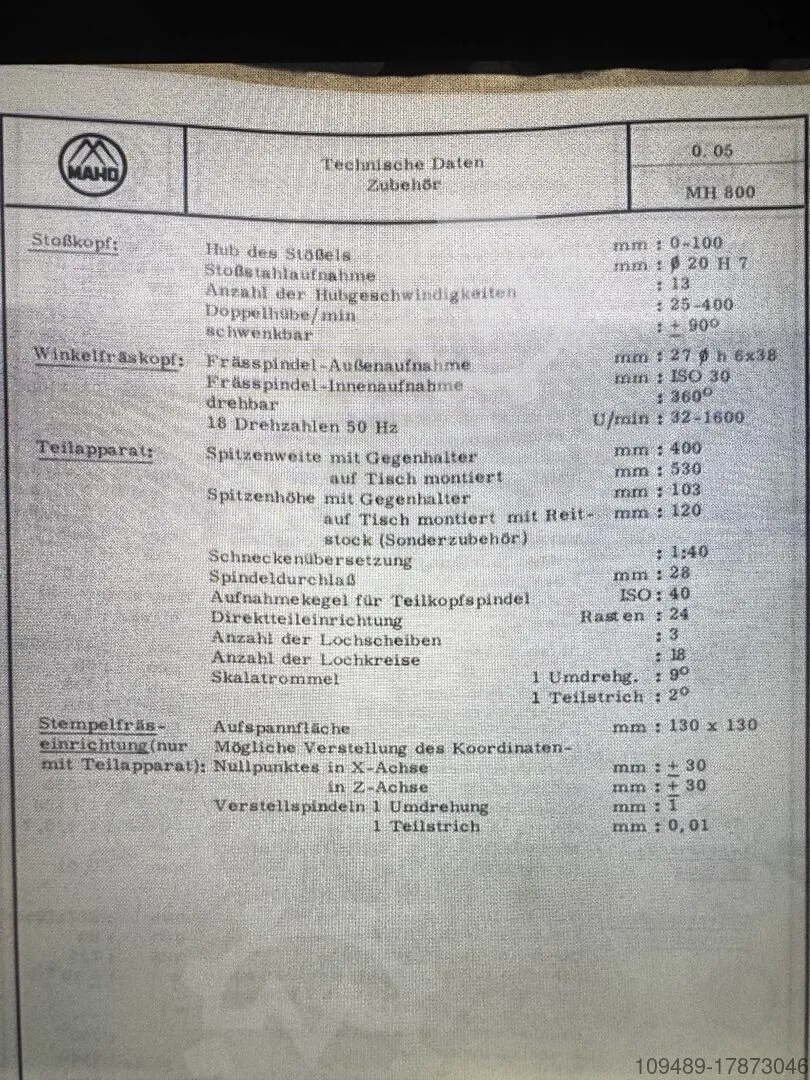 MAHO
Technische Daten
Zubehör
0. 05
MH 800
Stoßkopf: Hub des Stößels mm : 0-100
Stoßstahlaufnahme mm : ø 20 H 7
Anzahl der Hubgeschwindigkeiten : 13
Doppelhübe/min : 25-400
schwenkbar : ± 90°
Winkelfräskopf: Frässpindel-Außenaufnahme mm : 27 ø h 6x38
Frässpindel-Innenaufnahme mm : ISO 30
drehbar : 360°
18 Drehzahlen 50 Hz U/min : 32-1600
Teilapparat: Spitzenweite mit Gegenhalter mm : 400
auf Tisch montiert mm : 530
Spitzenhöhe mit Gegenhalter mm : 103
auf Tisch montiert mit Reit- mm : 120
stock (Sonderzubehör)
Schneckenübersetzung : 1:40
Spindeldurchlaß mm : 28
Aufnahmekegel für Teilkopfspindel ISO : 40
Direktteileinrichtung Rasten : 24
Anzahl der Lochscheiben : 3
Anzahl der Lochkreise : 18
Skalatrommel 1 Umdrehg. : 9°
1 Teilstrich : 2°
Stempelfräs- Aufspannfläche mm : 130 x 130
einrichtung(nur Mögliche Verstellung des Koordinaten-
mit Teilapparat): Nullpunktes in X-Achse mm : ± 30
in Z-Achse mm : ± 30
Verstellspindeln 1 Umdrehung mm : 1
1 Teilstrich mm : 0,01
109489-17873046